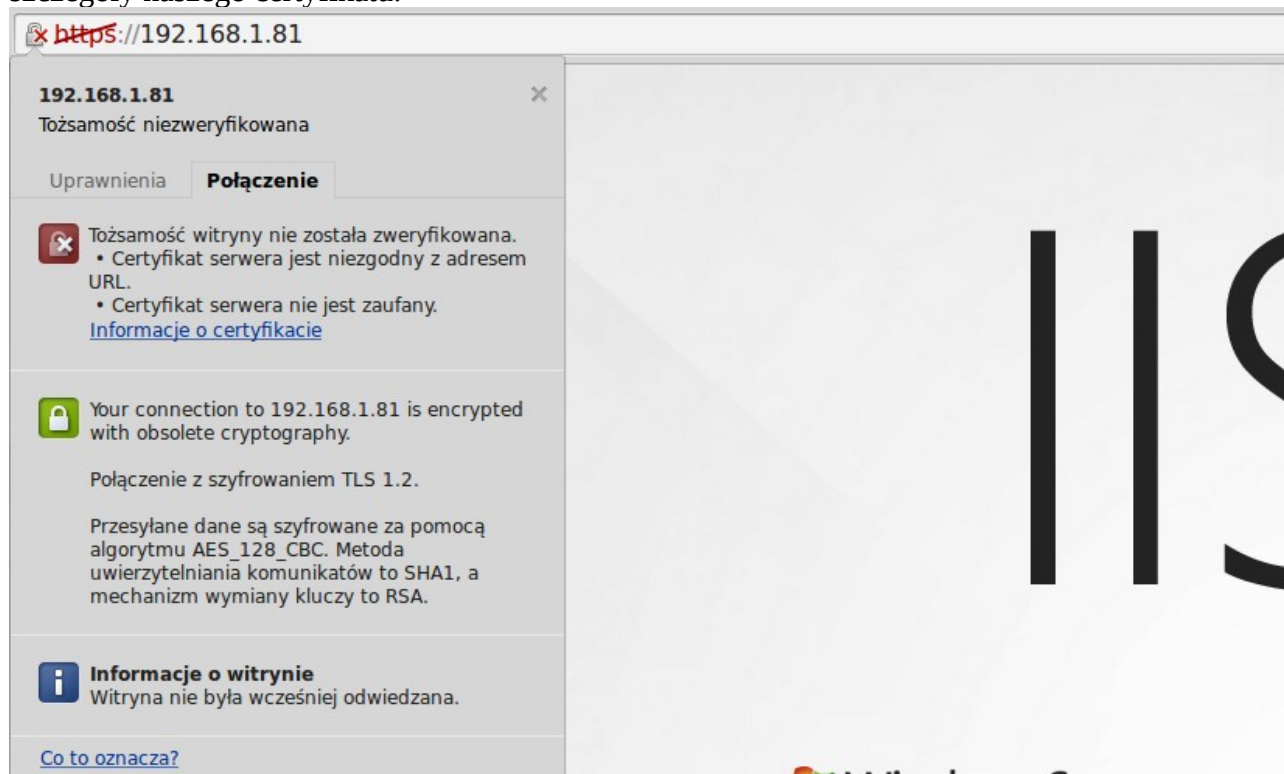 szczegóły naszego certyfikatu.
https://192.168.1.81
192.168.1.81
Tożsamość niezweryfikowana
Uprawnienia Połączenie
Tożsamość witryny nie została zweryfikowana.
• Certyfikat serwera jest niezgodny z adresem
URL.
• Certyfikat serwera nie jest zaufany.
Informacje o certyfikacie
Your connection to 192.168.1.81 is encrypted
with obsolete cryptography.
Połączenie z szyfrowaniem TLS 1.2.
Przesyłane dane są szyfrowane za pomocą
algorytmu AES_128_CBC. Metoda
uwierzytelniania komunikatów to SHA1, a
mechanizm wymiany kluczy to RSA.
Informacje o witrynie
Witryna nie była wcześniej odwiedzana.
Co to oznacza?
IIS